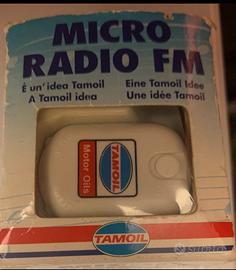 MICRO
RADIO FM
È un'idea Tamoil
A Tamoil idea
Eine Tamoil Idee
Une idée Tamoil
TAMOIL
Motor Oils
TAMOIL